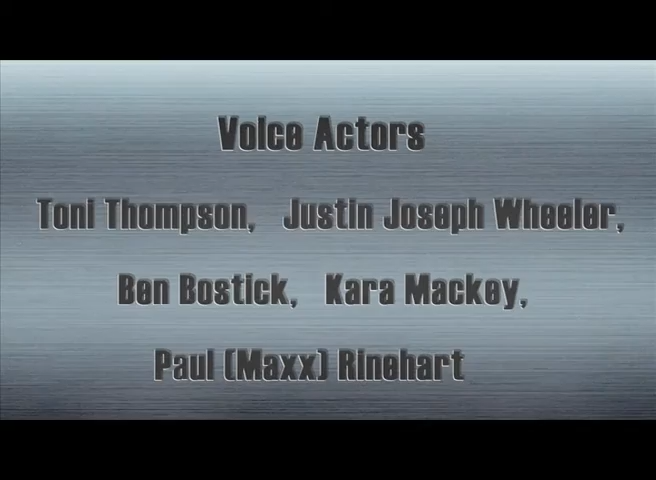 Voice Actors
Toni Thompson, Justin Joseph Wheeler,
Ben Bostick, Kara Mackey,
Paul (Maxx) Rinehart